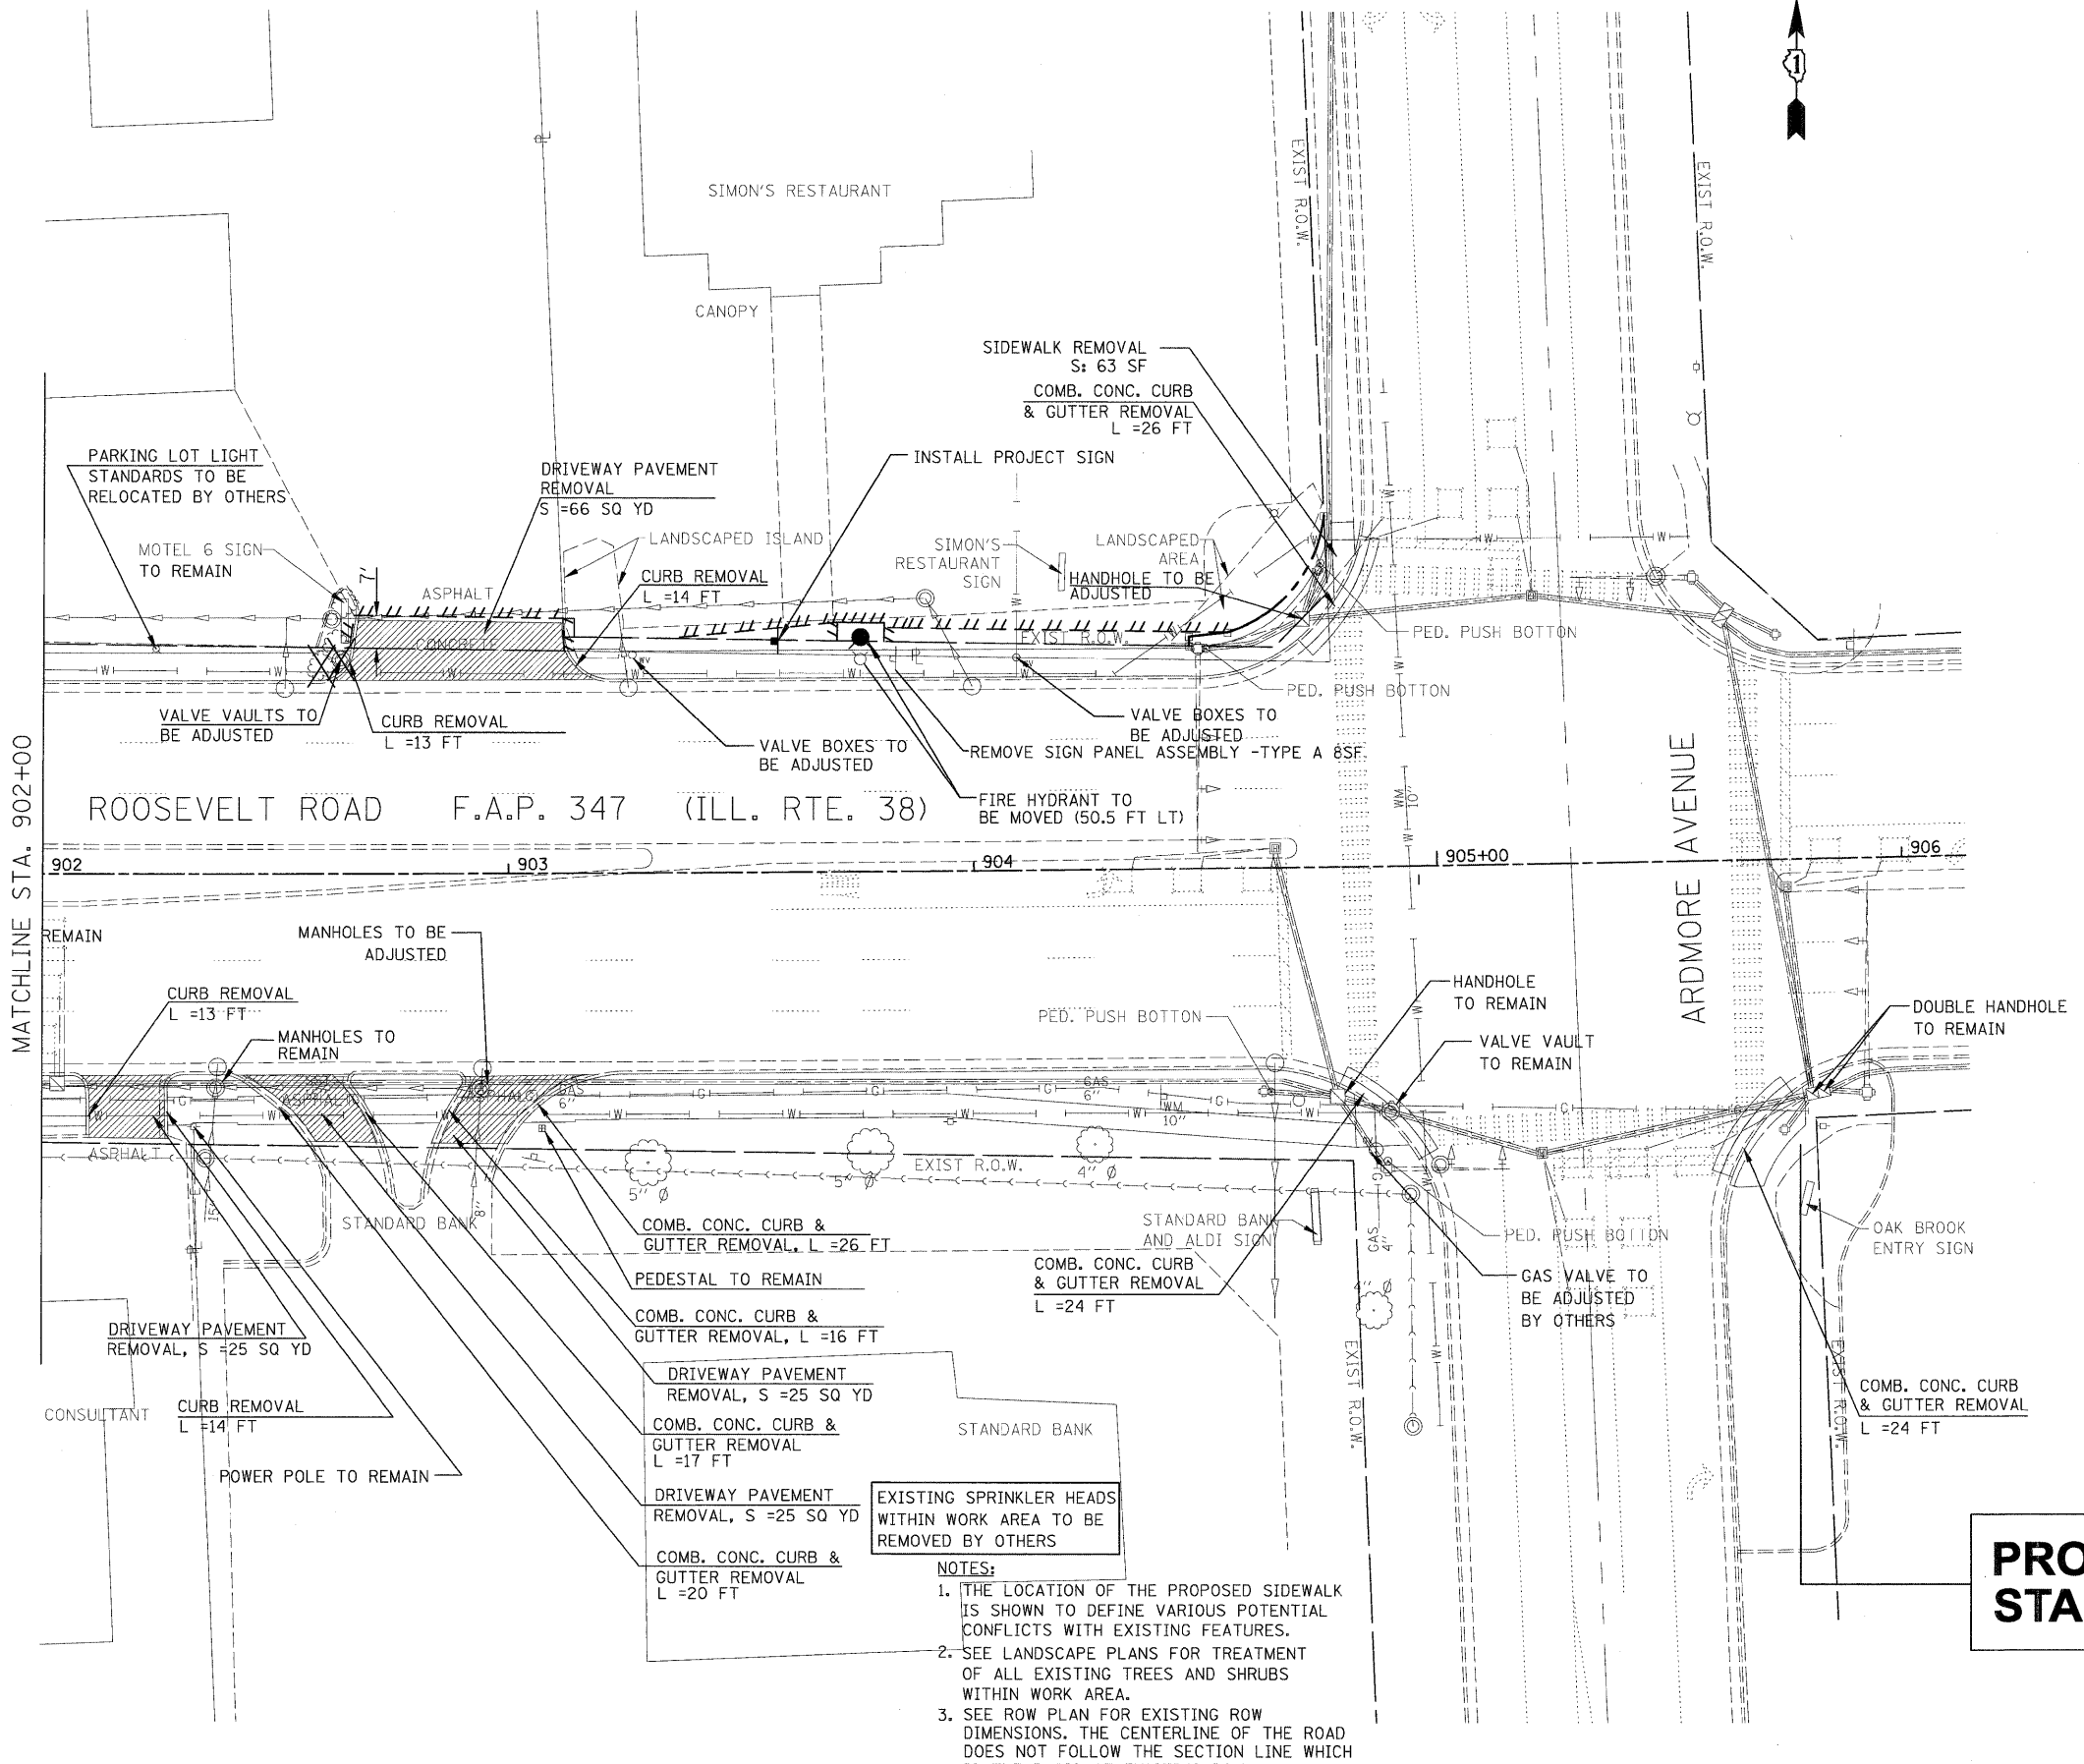 1
EXIST R.O.W.
EXIST R.O.W.
PL
SIMON'S RESTAURANT
CANOPY
SIDEWALK REMOVAL
S: 63 SF
COMB. CONC. CURB
& GUTTER REMOVAL
L =26 FT
PARKING LOT LIGHT
STANDARDS TO BE
RELOCATED BY OTHERS
DRIVEWAY PAVEMENT
REMOVAL
S =66 SQ YD
INSTALL PROJECT SIGN
MOTEL 6 SIGN
TO REMAIN
7'
ASPHALT
CONCRETE
LANDSCAPED ISLAND
CURB REMOVAL
L =14 FT
SIMON'S
RESTAURANT
SIGN
LANDSCAPED
AREA
HANDHOLE TO BE
ADJUSTED
EXIST R.O.W.
PED. PUSH BOTTON
PED. PUSH BOTTON
VALVE VAULTS TO
BE ADJUSTED
CURB REMOVAL
L =13 FT
VALVE BOXES TO
BE ADJUSTED
VALVE BOXES TO
BE ADJUSTED
REMOVE SIGN PANEL ASSEMBLY -TYPE A 8SF
FIRE HYDRANT TO
BE MOVED (50.5 FT LT)
WM
10"
MATCHLINE STA. 902+00
ROOSEVELT ROAD F.A.P. 347 (ILL. RTE. 38)
ARDMORE AVENUE
902
903
904
905+00
906
REMAIN
MANHOLES TO BE
ADJUSTED
CURB REMOVAL
L =13 FT
MANHOLES TO
REMAIN
PED. PUSH BOTTON
HANDHOLE
TO REMAIN
VALVE VAULT
TO REMAIN
DOUBLE HANDHOLE
TO REMAIN
ASPHALT
GAS
6"
GAS
6"
WM
10"
ASPHALT
15"
8"
5" Ø
5" Ø
4" Ø
EXIST R.O.W.
STANDARD BANK
COMB. CONC. CURB &
GUTTER REMOVAL, L =26 FT
PEDESTAL TO REMAIN
STANDARD BANK
AND ALDI SIGN
GAS
4"
PED. PUSH BOTTON
OAK BROOK
ENTRY SIGN
COMB. CONC. CURB
& GUTTER REMOVAL
L =24 FT
GAS VALVE TO
BE ADJUSTED
BY OTHERS
4" Ø
COMB. CONC. CURB &
GUTTER REMOVAL, L =16 FT
DRIVEWAY PAVEMENT
REMOVAL, S =25 SQ YD
DRIVEWAY PAVEMENT
REMOVAL, S =25 SQ YD
CONSULTANT
CURB REMOVAL
L =14 FT
COMB. CONC. CURB &
GUTTER REMOVAL
L =17 FT
STANDARD BANK
EXIST R.O.W.
EXIST R.O.W.
COMB. CONC. CURB
& GUTTER REMOVAL
L =24 FT
POWER POLE TO REMAIN
DRIVEWAY PAVEMENT
REMOVAL, S =25 SQ YD
EXISTING SPRINKLER HEADS
WITHIN WORK AREA TO BE
REMOVED BY OTHERS
COMB. CONC. CURB &
GUTTER REMOVAL
L =20 FT
PRO
STA
NOTES:
1. THE LOCATION OF THE PROPOSED SIDEWALK
IS SHOWN TO DEFINE VARIOUS POTENTIAL
CONFLICTS WITH EXISTING FEATURES.
2. SEE LANDSCAPE PLANS FOR TREATMENT
OF ALL EXISTING TREES AND SHRUBS
WITHIN WORK AREA.
3. SEE ROW PLAN FOR EXISTING ROW
DIMENSIONS. THE CENTERLINE OF THE ROAD
DOES NOT FOLLOW THE SECTION LINE WHICH